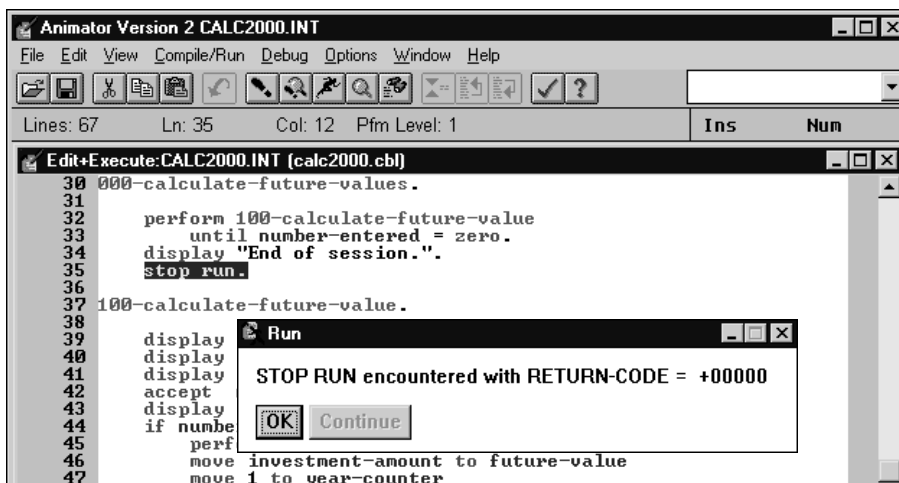 Animator Version 2 CALC2000.INT
File Edit View Compile/Run Debug Options Window Help
Lines: 67 Ln: 35 Col: 12 Pfm Level: 1 Ins Num
Edit+Execute:CALC2000.INT (calc2000.cbl)
30 000-calculate-future-values.
31
32 perform 100-calculate-future-value
33 until number-entered = zero.
34 display "End of session.".
35 stop run.
36
37 100-calculate-future-value.
38
39 display
40 display
41 display
42 accept
43 display
44 if numbe
45 perf
46 move investment-amount to future-value
47 move 1 to year-counter
Run
STOP RUN encountered with RETURN-CODE = +00000
OK Continue